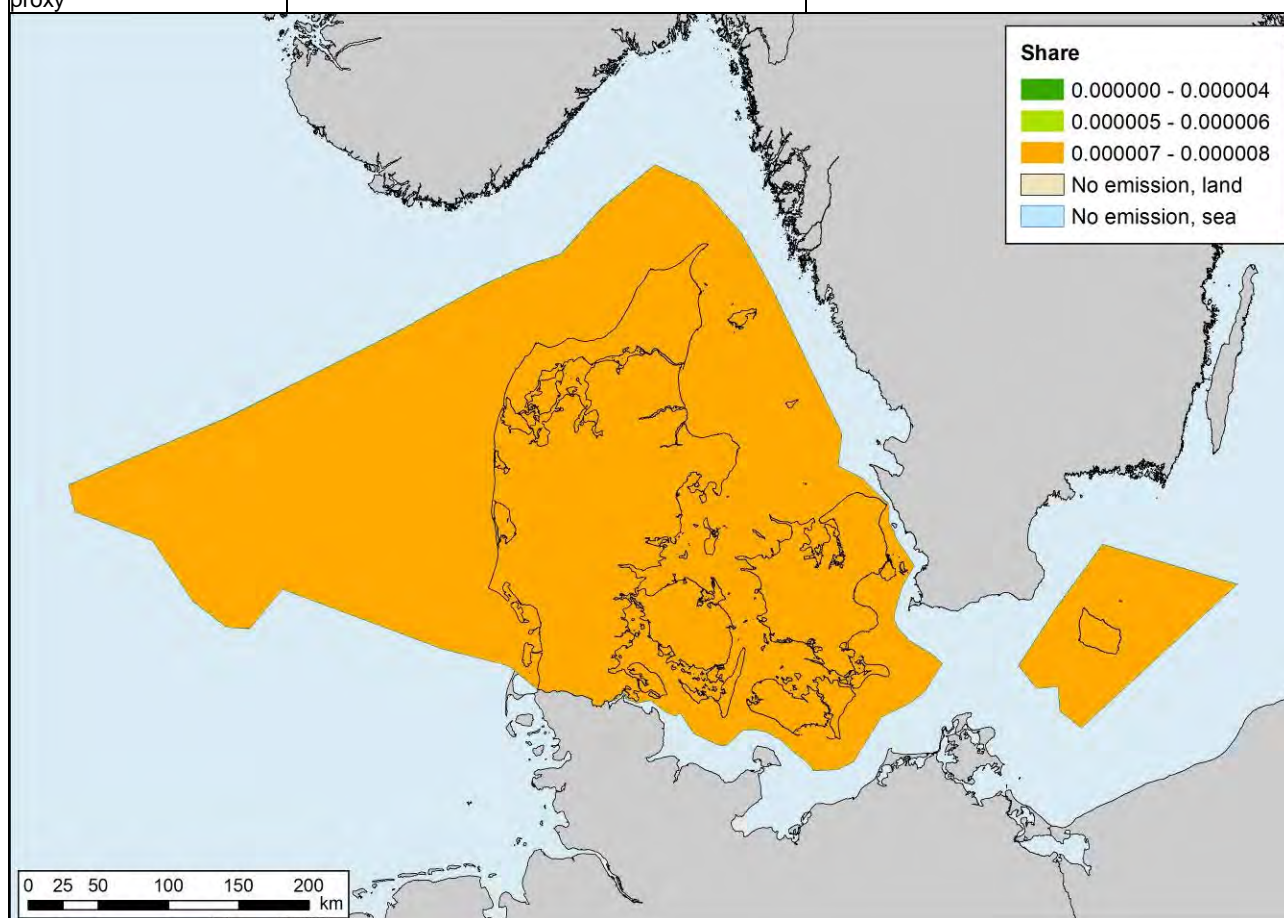 proxy
Share
0.000000 - 0.000004
0.000005 - 0.000006
0.000007 - 0.000008
No emission, land
No emission, sea
0 25 50 100 150 200
km